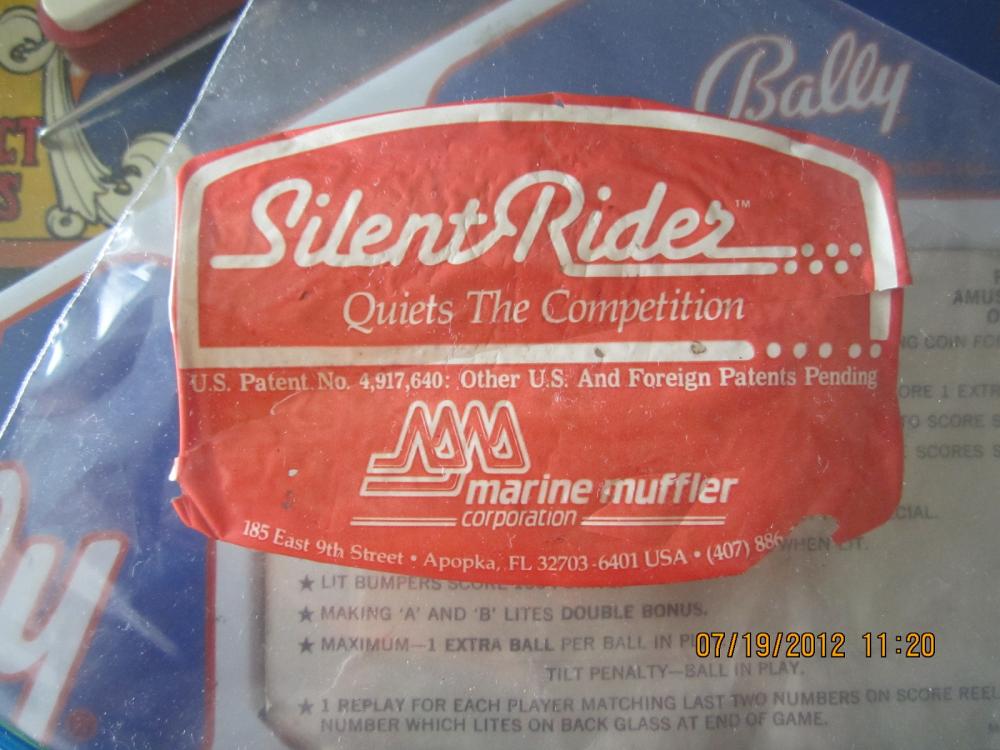 Bally
Silent Rider™
Quiets The Competition
U.S. Patent No. 4,917,640: Other U.S. And Foreign Patents Pending
marine muffler
corporation
185 East 9th Street • Apopka, FL 32703-6401 USA • (407) 886
NG COIN FO
ORE 1 EXTR
TO SCORE S
SCORES S
CIAL.
WHEN LIT.
★ LIT BUMPERS SCORE
★ MAKING 'A' AND 'B' LITES DOUBLE BONUS.
★ MAXIMUM—1 EXTRA BALL PER BALL IN P
07/19/2012 11:20
TILT PENALTY—BALL IN PLAY.
★ 1 REPLAY FOR EACH PLAYER MATCHING LAST TWO NUMBERS ON SCORE REEL
NUMBER WHICH LITES ON BACK GLASS AT END OF GAME.